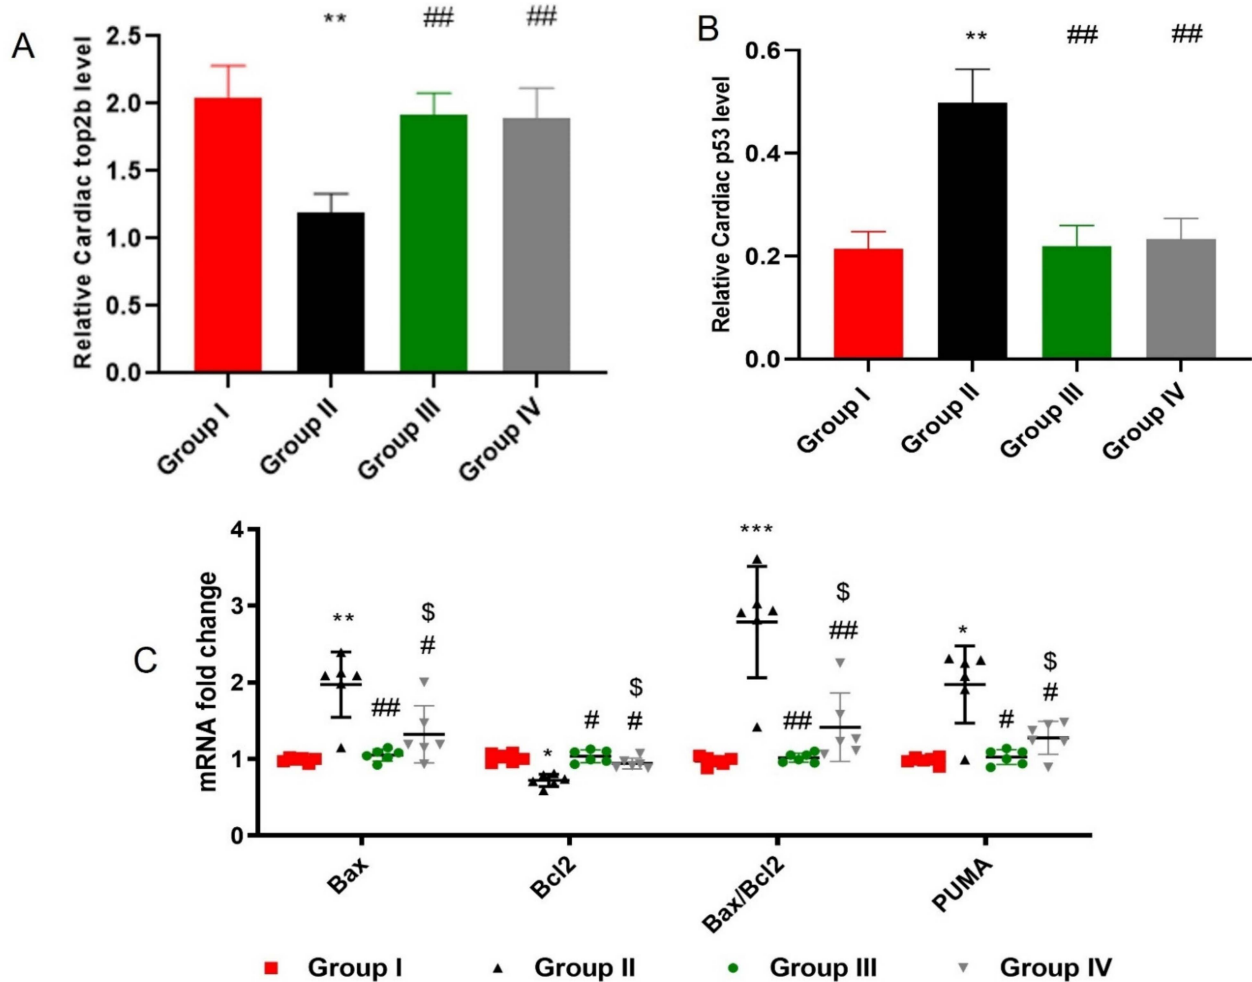 A
Relative Cardiac top2b level
2.5
2.0
1.5
1.0
0.5
0.0
** ## ##
Group I Group II Group III Group IV
B
Relative Cardiac p53 level
0.6
0.4
0.2
0.0
** ## ##
Group I Group II Group III Group IV
C
mRNA fold change
4
3
2
1
0
** ## $ #
* # $ #
*** ## $ ##
* # $ #
Bax Bcl2 Bax/Bcl2 PUMA
Group I Group II Group III Group IV